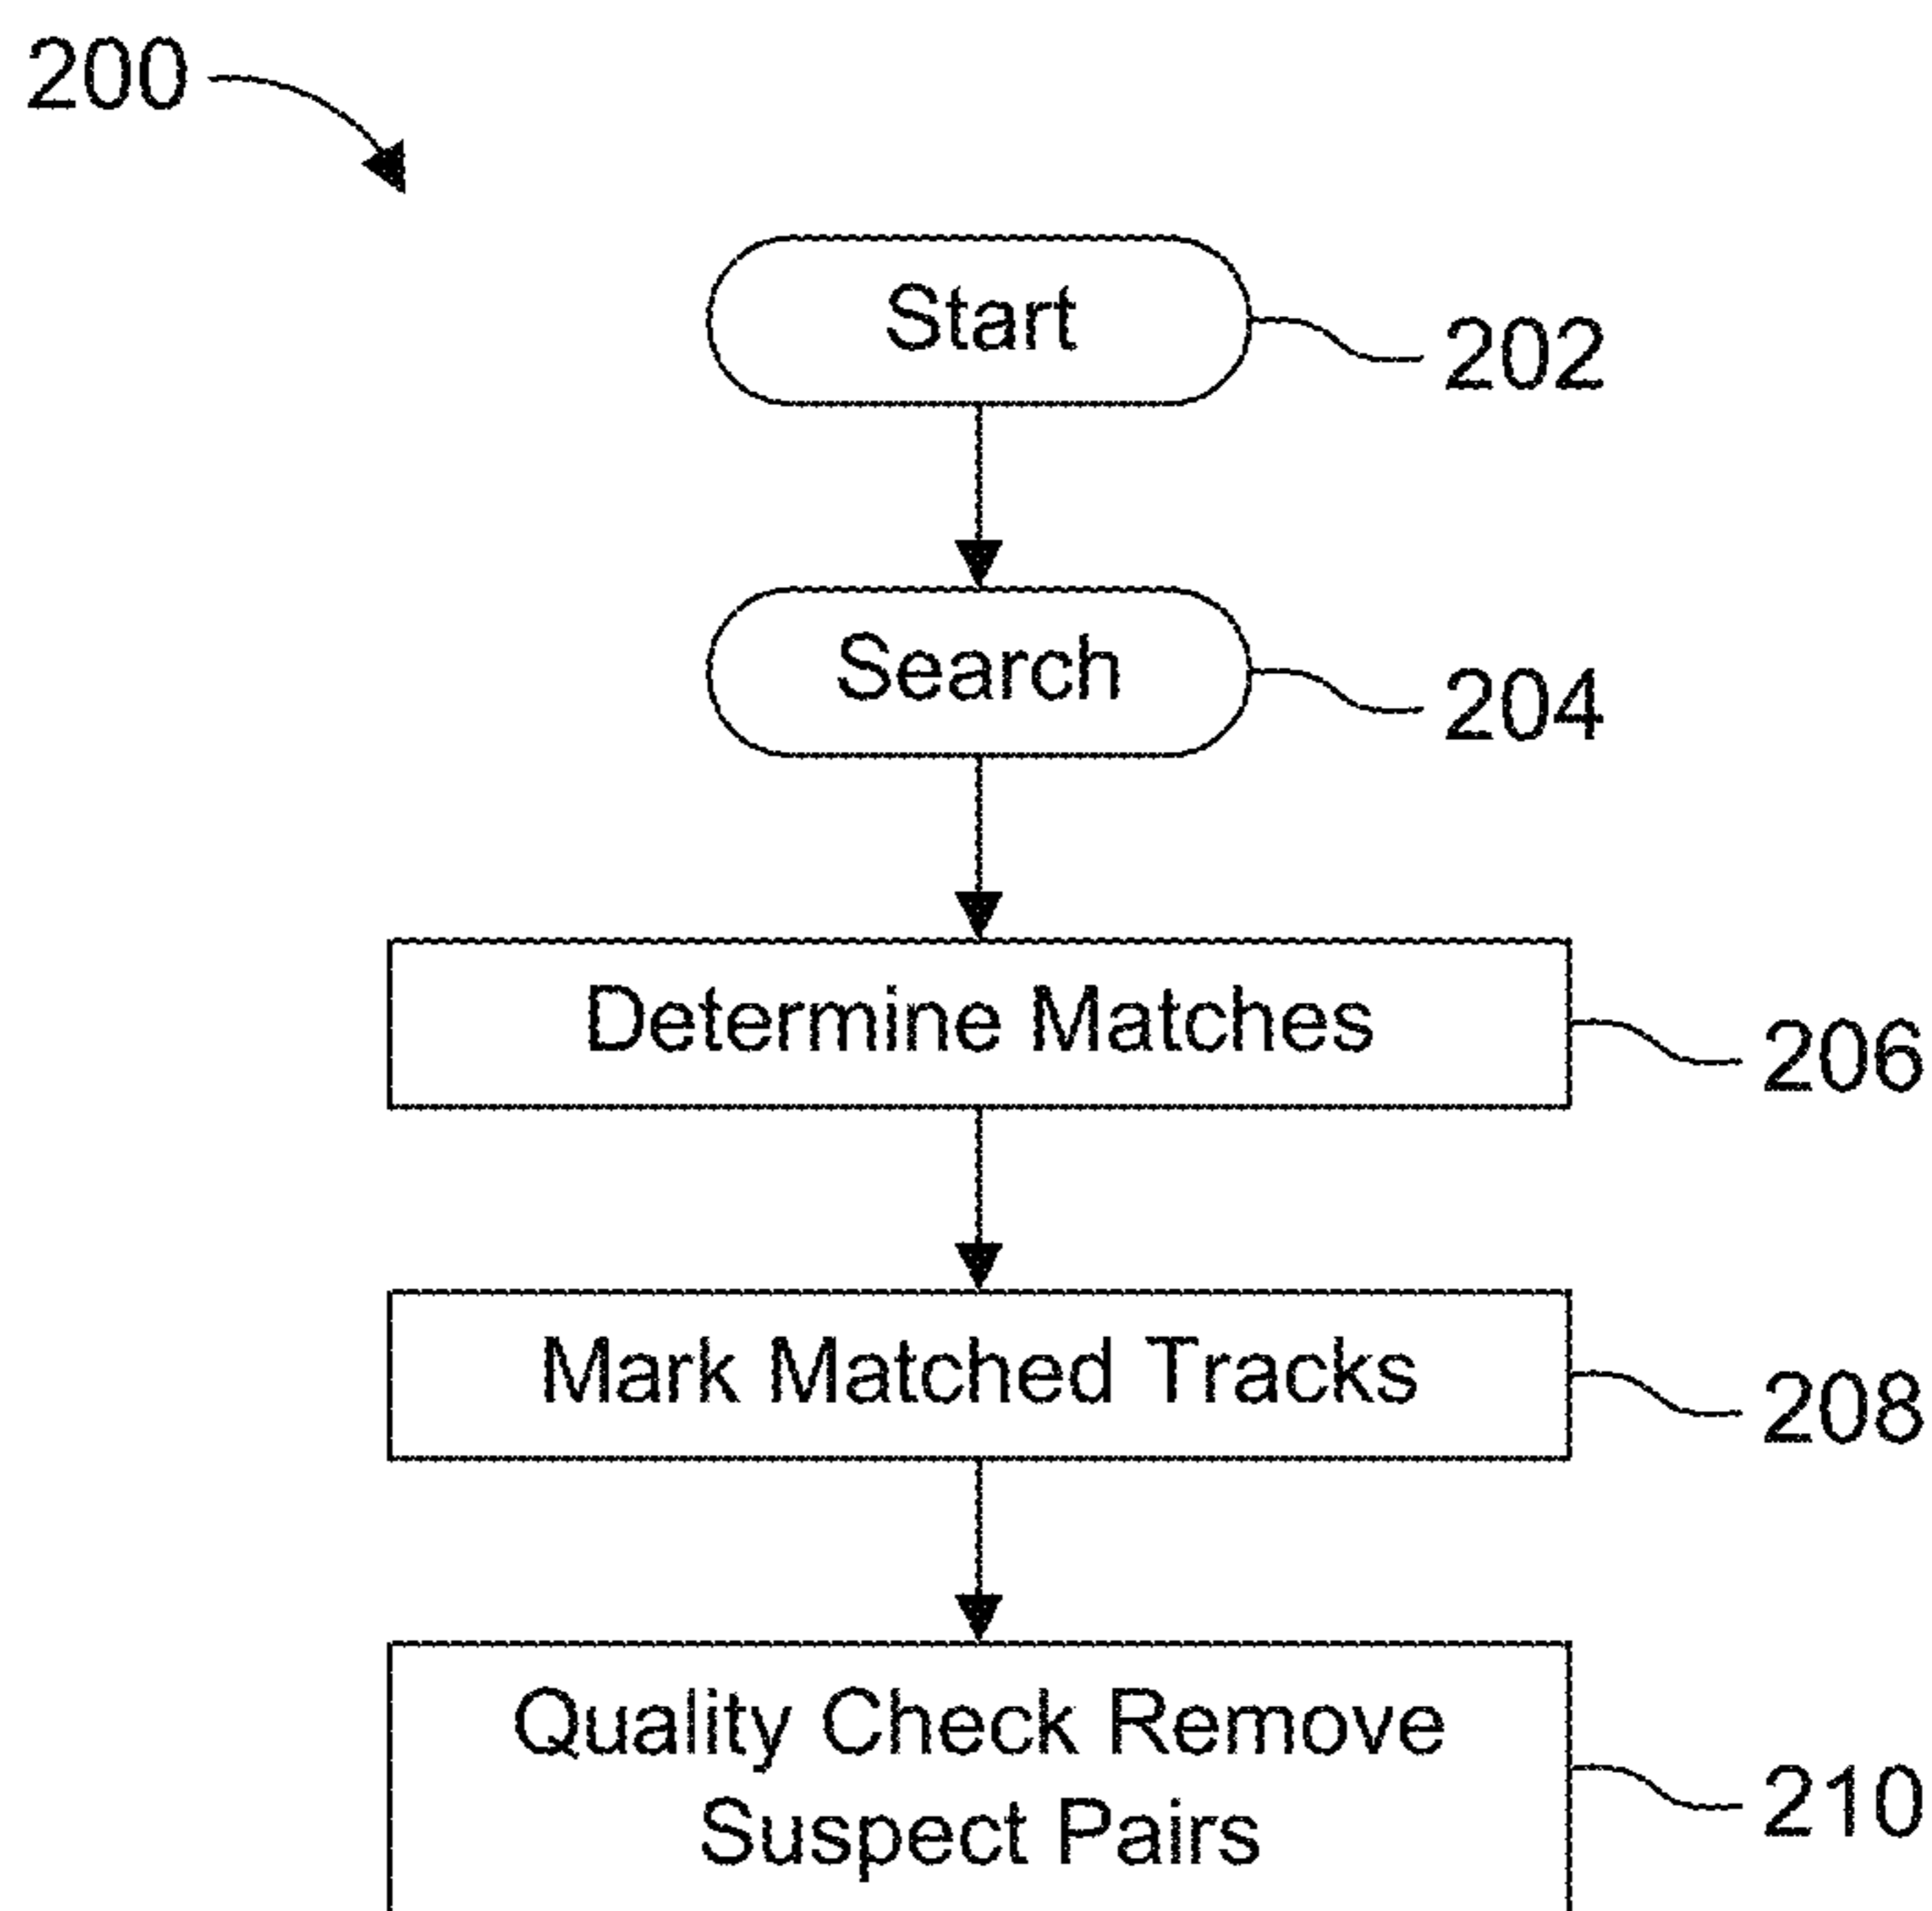 200
Start
202
Search
204
Determine Matches
206
Mark Matched Tracks
208
Quality Check Remove
Suspect Pairs
210